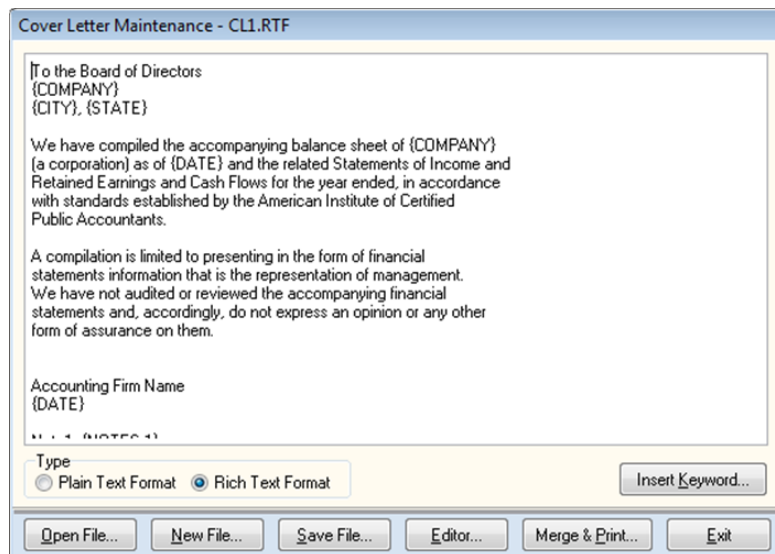 Cover Letter Maintenance - CL1.RTF
To the Board of Directors
{COMPANY}
{CITY}, {STATE}
We have compiled the accompanying balance sheet of {COMPANY}
(a corporation) as of {DATE} and the related Statements of Income and
Retained Earnings and Cash Flows for the year ended, in accordance
with standards established by the American Institute of Certified
Public Accountants.
A compilation is limited to presenting in the form of financial
statements information that is the representation of management.
We have not audited or reviewed the accompanying financial
statements and, accordingly, do not express an opinion or any other
form of assurance on them.
Accounting Firm Name
{DATE}
Type
Plain Text Format Rich Text Format
Insert Keyword...
Open File... New File... Save File... Editor... Merge & Print... Exit